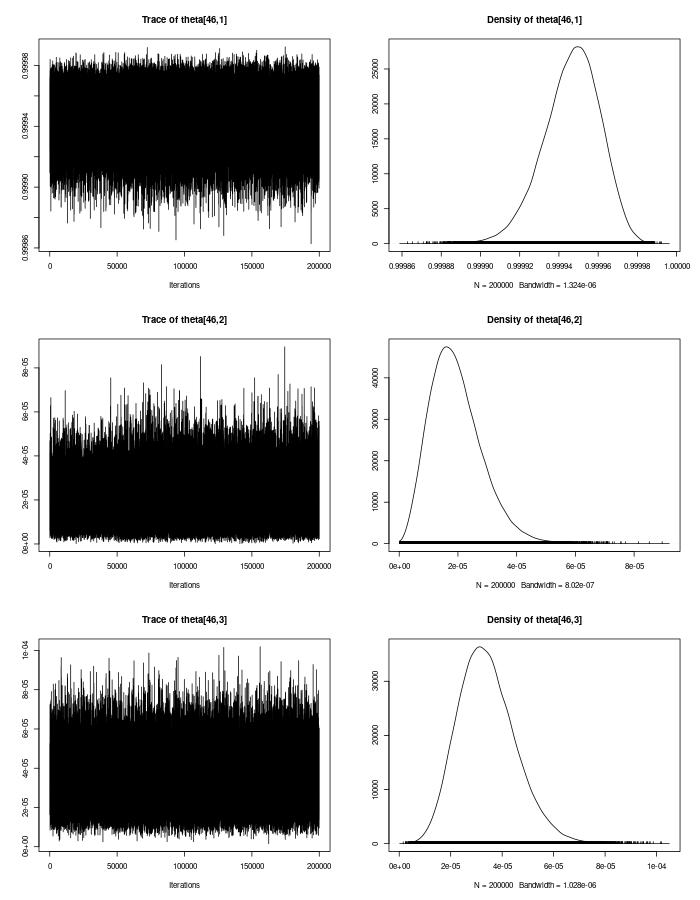 Trace of theta[46,1]
0.99986 0.99990 0.99994 0.99998
0 50000 100000 150000 200000
Iterations
Density of theta[46,1]
0 5000 10000 15000 20000 25000
0.99986 0.99988 0.99990 0.99992 0.99994 0.99996 0.99998 1.00000
N = 200000 Bandwidth = 1.324e-06
Trace of theta[46,2]
0e+00 2e-05 4e-05 6e-05 8e-05
0 50000 100000 150000 200000
Iterations
Density of theta[46,2]
0 10000 20000 30000 40000
0e+00 2e-05 4e-05 6e-05 8e-05
N = 200000 Bandwidth = 8.02e-07
Trace of theta[46,3]
0e+00 2e-05 4e-05 6e-05 8e-05 1e-04
0 50000 100000 150000 200000
Iterations
Density of theta[46,3]
0 10000 20000 30000
0e+00 2e-05 4e-05 6e-05 8e-05 1e-04
N = 200000 Bandwidth = 1.028e-06